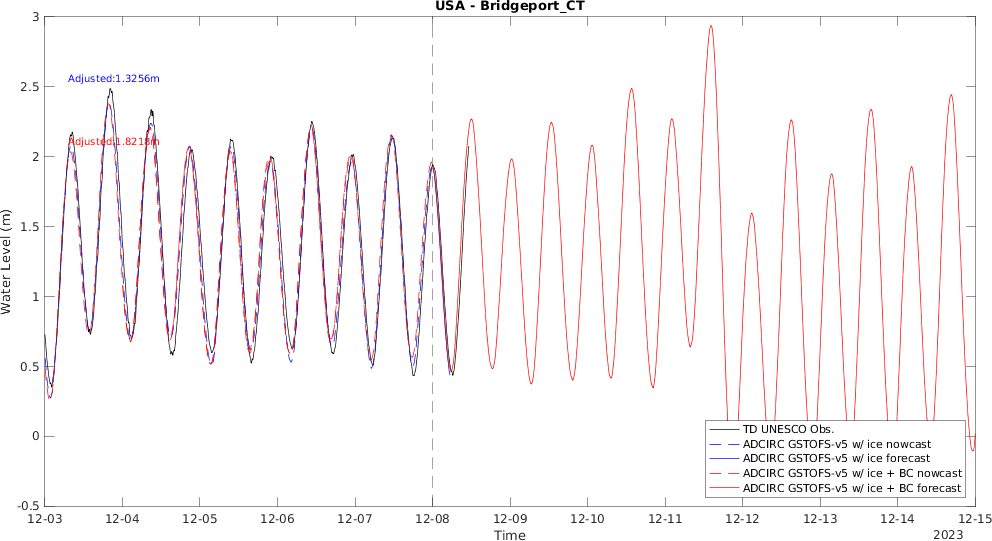 USA - Bridgeport_CT
3
2.5
2
1.5
1
0.5
0
-0.5
Water Level (m)
Adjusted:1.3256m
Adjusted:1.8218m
TD UNESCO Obs.
ADCIRC GSTOFS-v5 w/ ice nowcast
ADCIRC GSTOFS-v5 w/ ice forecast
ADCIRC GSTOFS-v5 w/ ice + BC nowcast
ADCIRC GSTOFS-v5 w/ ice + BC forecast
12-03 12-04 12-05 12-06 12-07 12-08 12-09 12-10 12-11 12-12 12-13 12-14 12-15
Time
2023